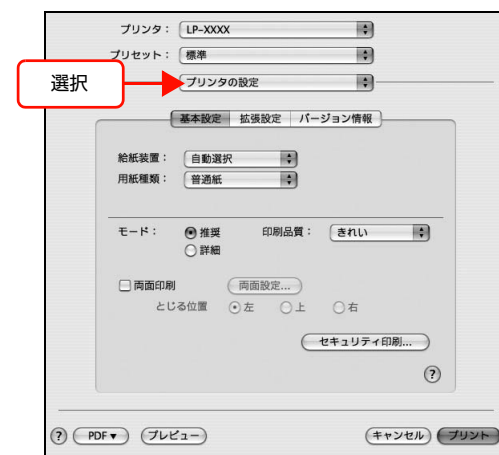 プリンタ： LP-XXXX
プリセット： 標準
選択 プリンタの設定
基本設定 拡張設定 バージョン情報
給紙装置： 自動選択
用紙種類： 普通紙
モード： 推奨 印刷品質： きれい
詳細
両面印刷 両面設定...
とじる位置 左 上 右
セキュリティ印刷...
?
? PDF▼ プレビュー キャンセル プリント